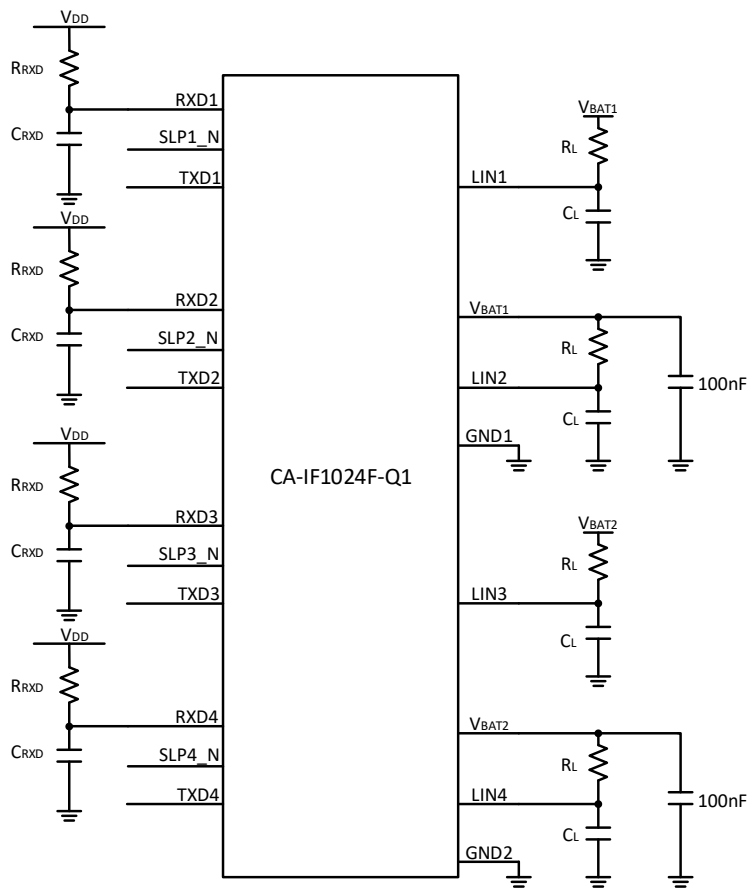 VDD
RRXD
RXD1
CRXD
SLP1_N
TXD1
VDD
RRXD
RXD2
CRXD
SLP2_N
TXD2
VDD
RRXD
RXD3
CRXD
SLP3_N
TXD3
VDD
RRXD
RXD4
CRXD
SLP4_N
TXD4
CA-IF1024F-Q1
VBAT1
RL
LIN1
CL
VBAT1
RL
LIN2
100nF
CL
GND1
VBAT2
RL
LIN3
CL
VBAT2
RL
LIN4
100nF
CL
GND2